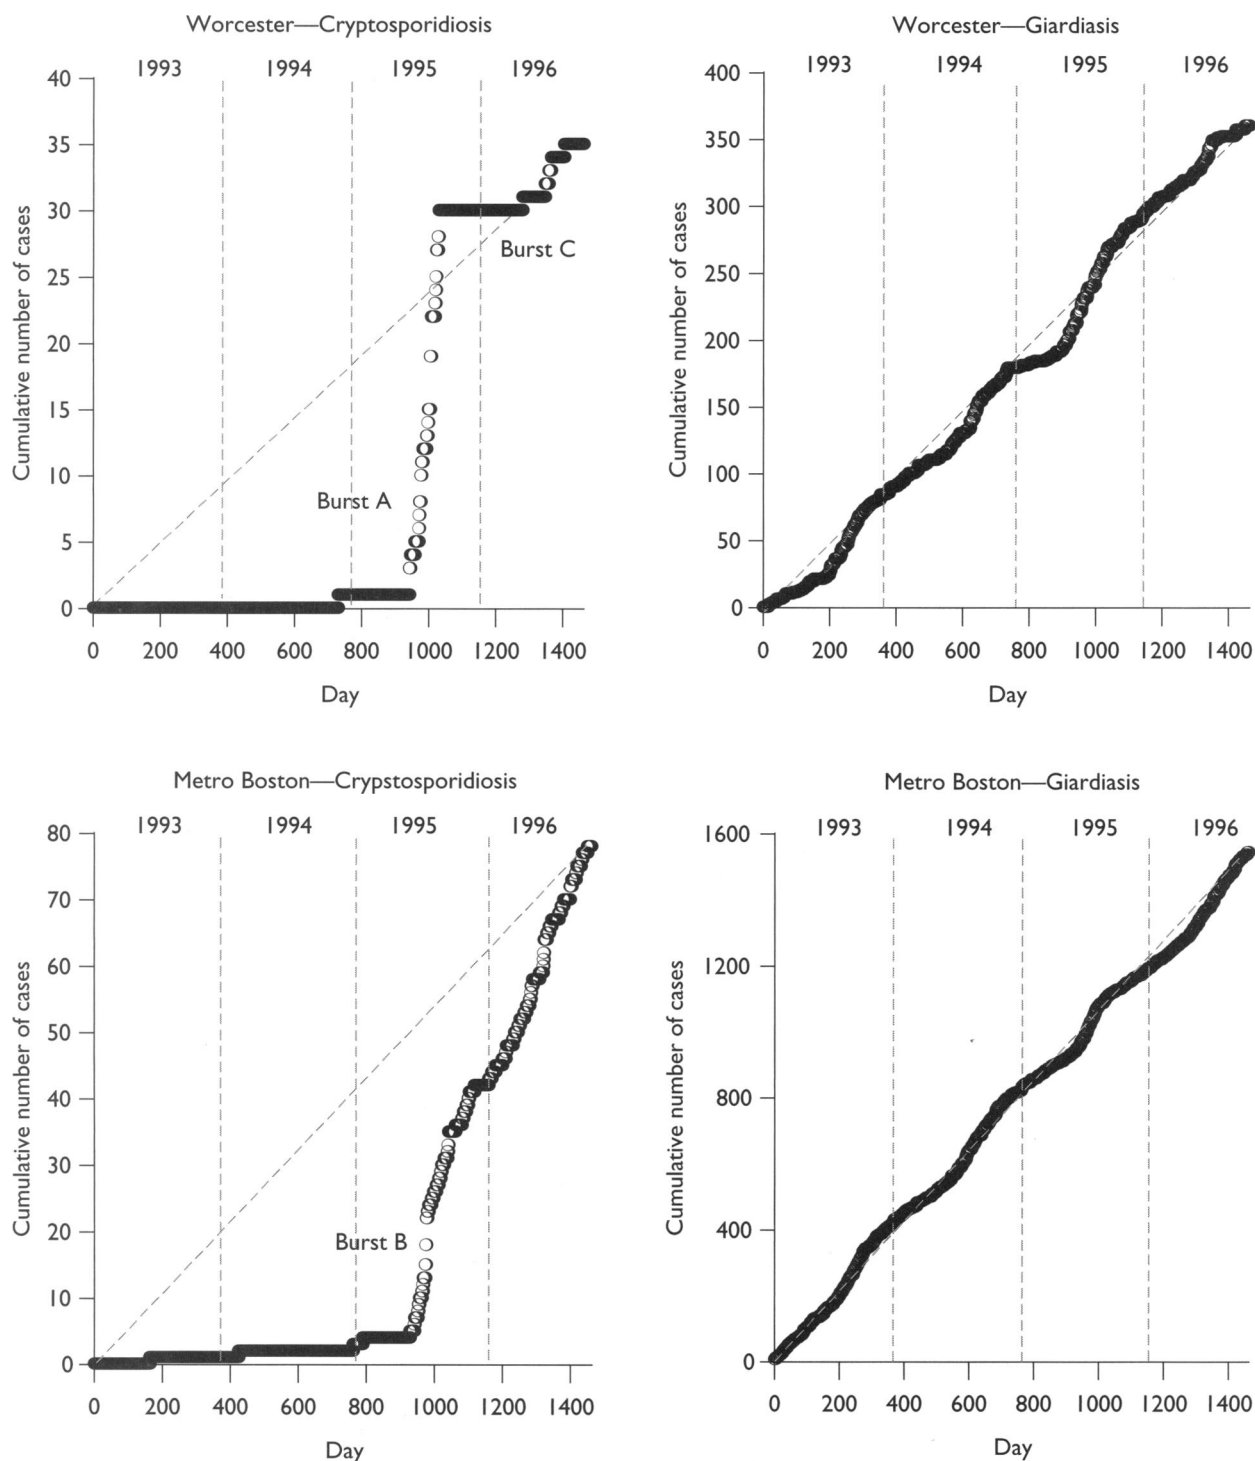 Worcester—Cryptosporidiosis
1993 1994 1995 1996
40
35
30
25
20
15
10
5
0
Cumulative number of cases
Burst C
Burst A
0 200 400 600 800 1000 1200 1400
Day
Worcester—Giardiasis
1993 1994 1995 1996
400
350
300
250
200
150
100
50
0
Cumulative number of cases
0 200 400 600 800 1000 1200 1400
Day
Metro Boston—Crypstosporidiosis
1993 1994 1995 1996
80
70
60
50
40
30
20
10
0
Cumulative number of cases
Burst B
0 200 400 600 800 1000 1200 1400
Day
Metro Boston—Giardiasis
1993 1994 1995 1996
1600
1200
800
400
0
Cumulative number of cases
0 200 400 600 800 1000 1200 1400
Day